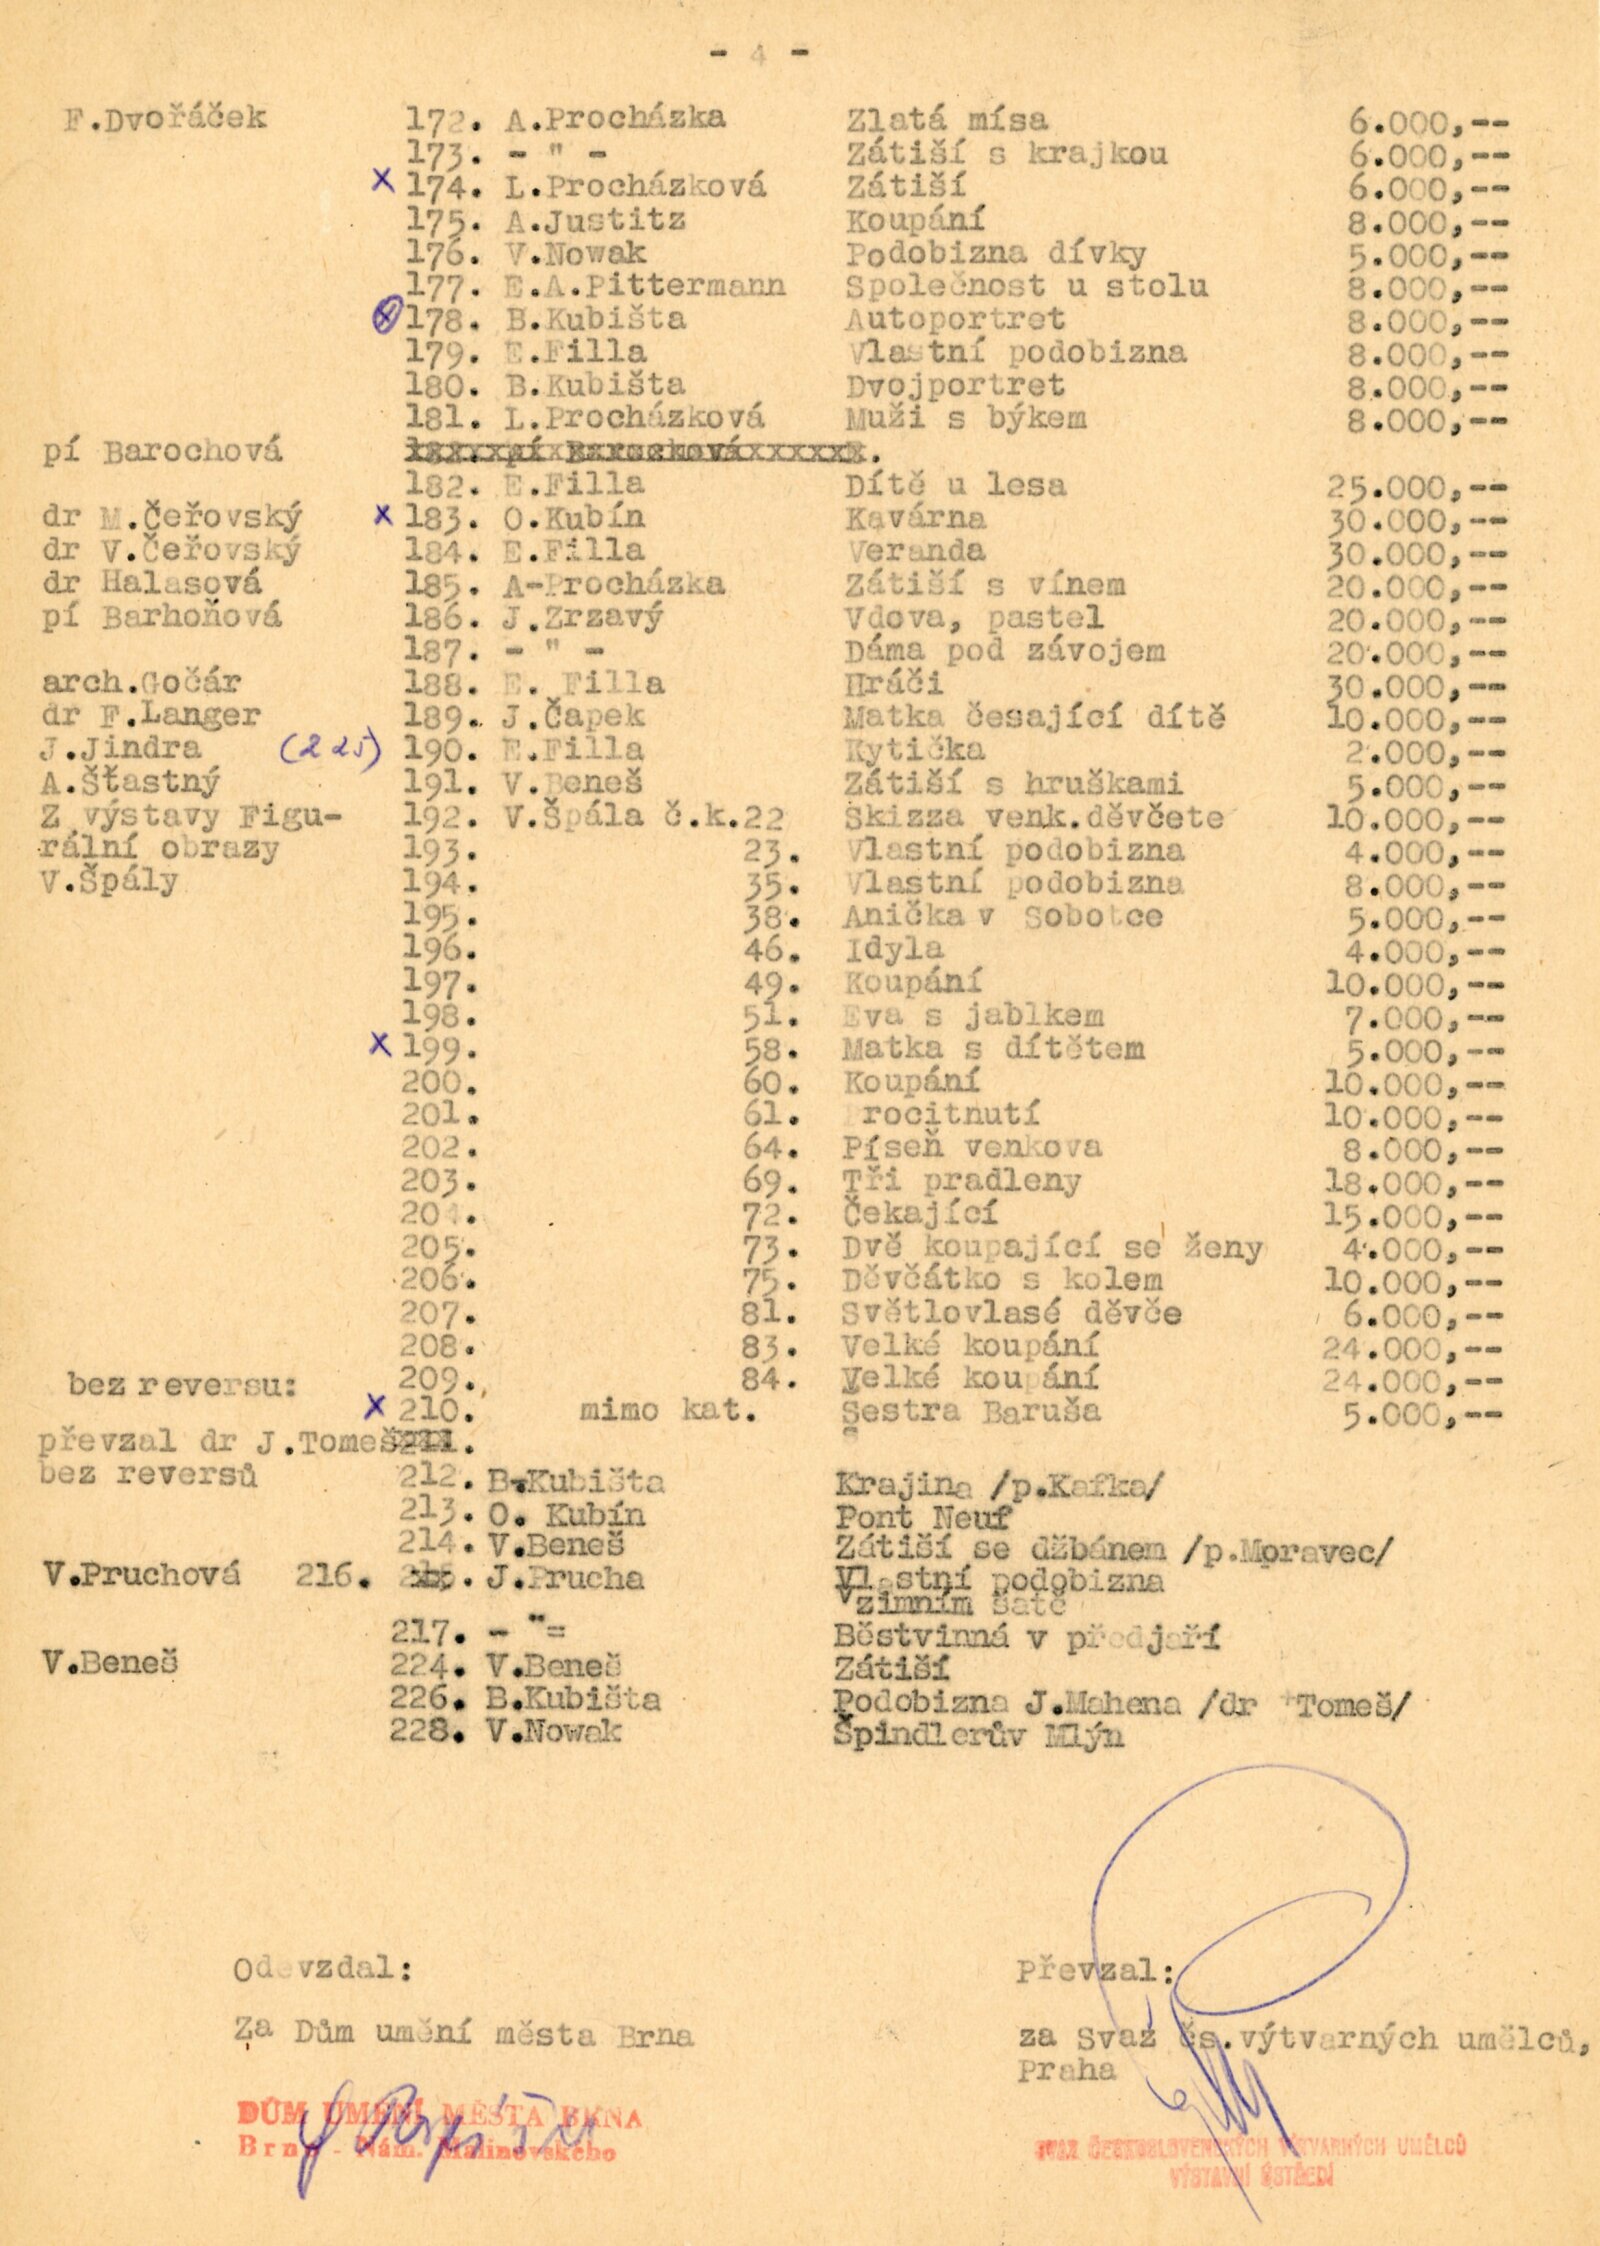 - 4 -
F.Dvořáček 172. A.Procházka Zlatá mísa 6.000,--
173. - " - Zátiší s krajkou 6.000,--
x 174. L.Procházková Zátiší 6.000,--
175. A.Justitz Koupání 8.000,--
176. V.Nowak Podobizna dívky 5.000,--
177. E.A.Pittermann Společnost u stolu 8.000,--
x 178. B.Kubišta Autoportret 8.000,--
179. E.Filla Vlastní podobizna 8.000,--
180. B.Kubišta Dvojportret 8.000,--
181. L.Procházková Muži s býkem 8.000,--
pí Barochová
182. E.Filla Dítě u lesa 25.000,--
dr M.Čeřovský x 183. O.Kubín Kavárna 30.000,--
dr V.Čeřovský 184. E.Filla Veranda 30.000,--
dr Halasová 185. A-Procházka Zátiší s vínem 20.000,--
pí Barhoňová 186. J.Zrzavý Vdova, pastel 20.000,--
187. - " - Dáma pod závojem 20.000,--
arch.Gočár 188. E. Filla Hráči 30.000,--
dr F.Langer 189. J.Čapek Matka česající dítě 10.000,--
J.Jindra (225) 190. E.Filla Kytička 2.000,--
A.Šťastný 191. V.Beneš Zátiší s hruškami 5.000,--
Z výstavy Figu- 192. V.Špála č.k.22 Skizza venk.děvčete 10.000,--
rální obrazy 193. 23. Vlastní podobizna 4.000,--
V.Špály 194. 35. Vlastní podobizna 8.000,--
195. 38. Anička v Sobotce 5.000,--
196. 46. Idyla 4.000,--
197. 49. Koupání 10.000,--
198. 51. Eva s jablkem 7.000,--
x 199. 58. Matka s dítětem 5.000,--
200. 60. Koupání 10.000,--
201. 61. Procitnutí 10.000,--
202. 64. Píseň venkova 8.000,--
203. 69. Tři pradleny 18.000,--
204. 72. Čekající 15.000,--
205. 73. Dvě koupající se ženy 4.000,--
206. 75. Děvčátko s kolem 10.000,--
207. 81. Světlovlasé děvče 6.000,--
208. 83. Velké koupání 24.000,--
bez reversu: 209. 84. Velké koupání 24.000,--
x 210. mimo kat. Sestra Baruša 5.000,--
převzal dr J.Tomeš 211.
bez reversů 212. B.Kubišta Krajina /p.Kafka/
213. O. Kubín Pont Neuf
214. V.Beneš Zátiší se džbánem /p.Moravec/
V.Pruchová 216. J.Prucha Vlastní podobizna
V zimním šatě
217. - "= Běstvinná v předjaří
V.Beneš 224. V.Beneš Zátiší
226. B.Kubišta Podobizna J.Mahena /dr Tomeš/
228. V.Nowak Špindlerův Mlýn
Odevzdal: Převzal:
Za Dům umění města Brna za Svaz čs.výtvarných umělců,
Praha
DŮM UMĚNÍ MĚSTA BRNA
Brno - Nám. Malinovského
SVAZ ČESKOSLOVENSKÝCH VÝTVARNÝCH UMĚLCŮ
VÝSTAVNÍ ÚSTŘEDÍ